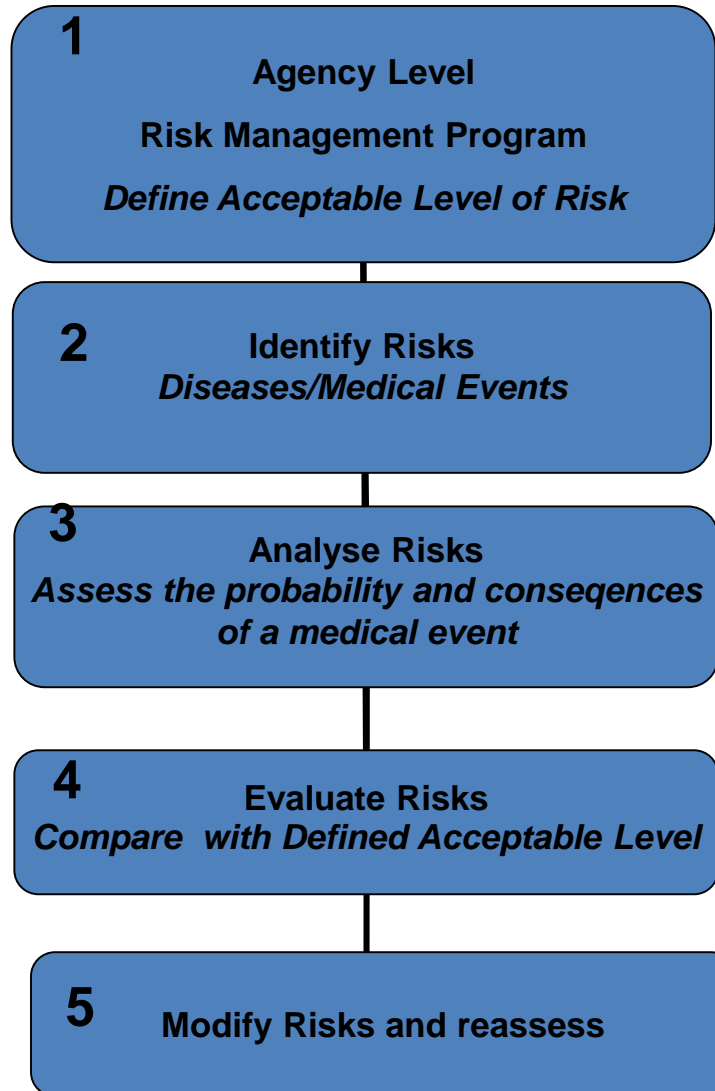 1
Agency Level
Risk Management Program
Define Acceptable Level of Risk
2
Identify Risks
Diseases/Medical Events
3
Analyse Risks
Assess the probability and conseqences
of a medical event
4
Evaluate Risks
Compare with Defined Acceptable Level
5
Modify Risks and reassess